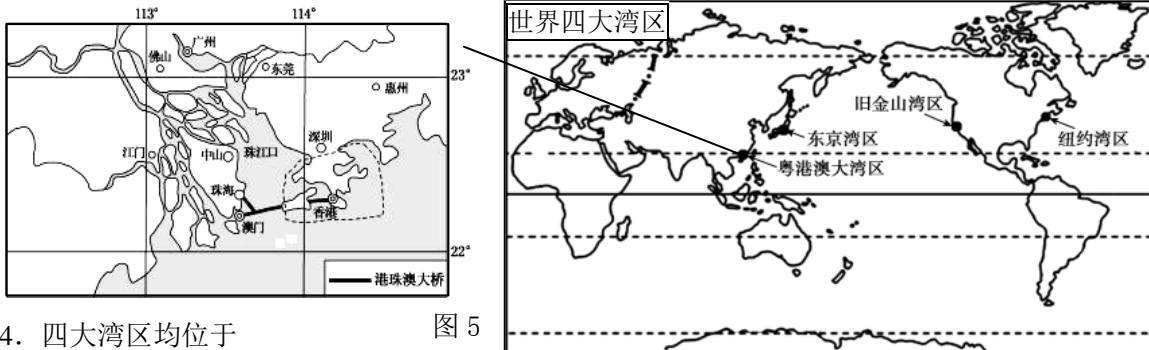 113°
114°
世界四大湾区
广州
佛山
东莞
23°
惠州
深圳
江门
中山
珠江口
珠海
香港
澳门
22°
港珠澳大桥
旧金山湾区
东京湾区
纽约湾区
粤港澳大湾区
4．四大湾区均位于
图 5